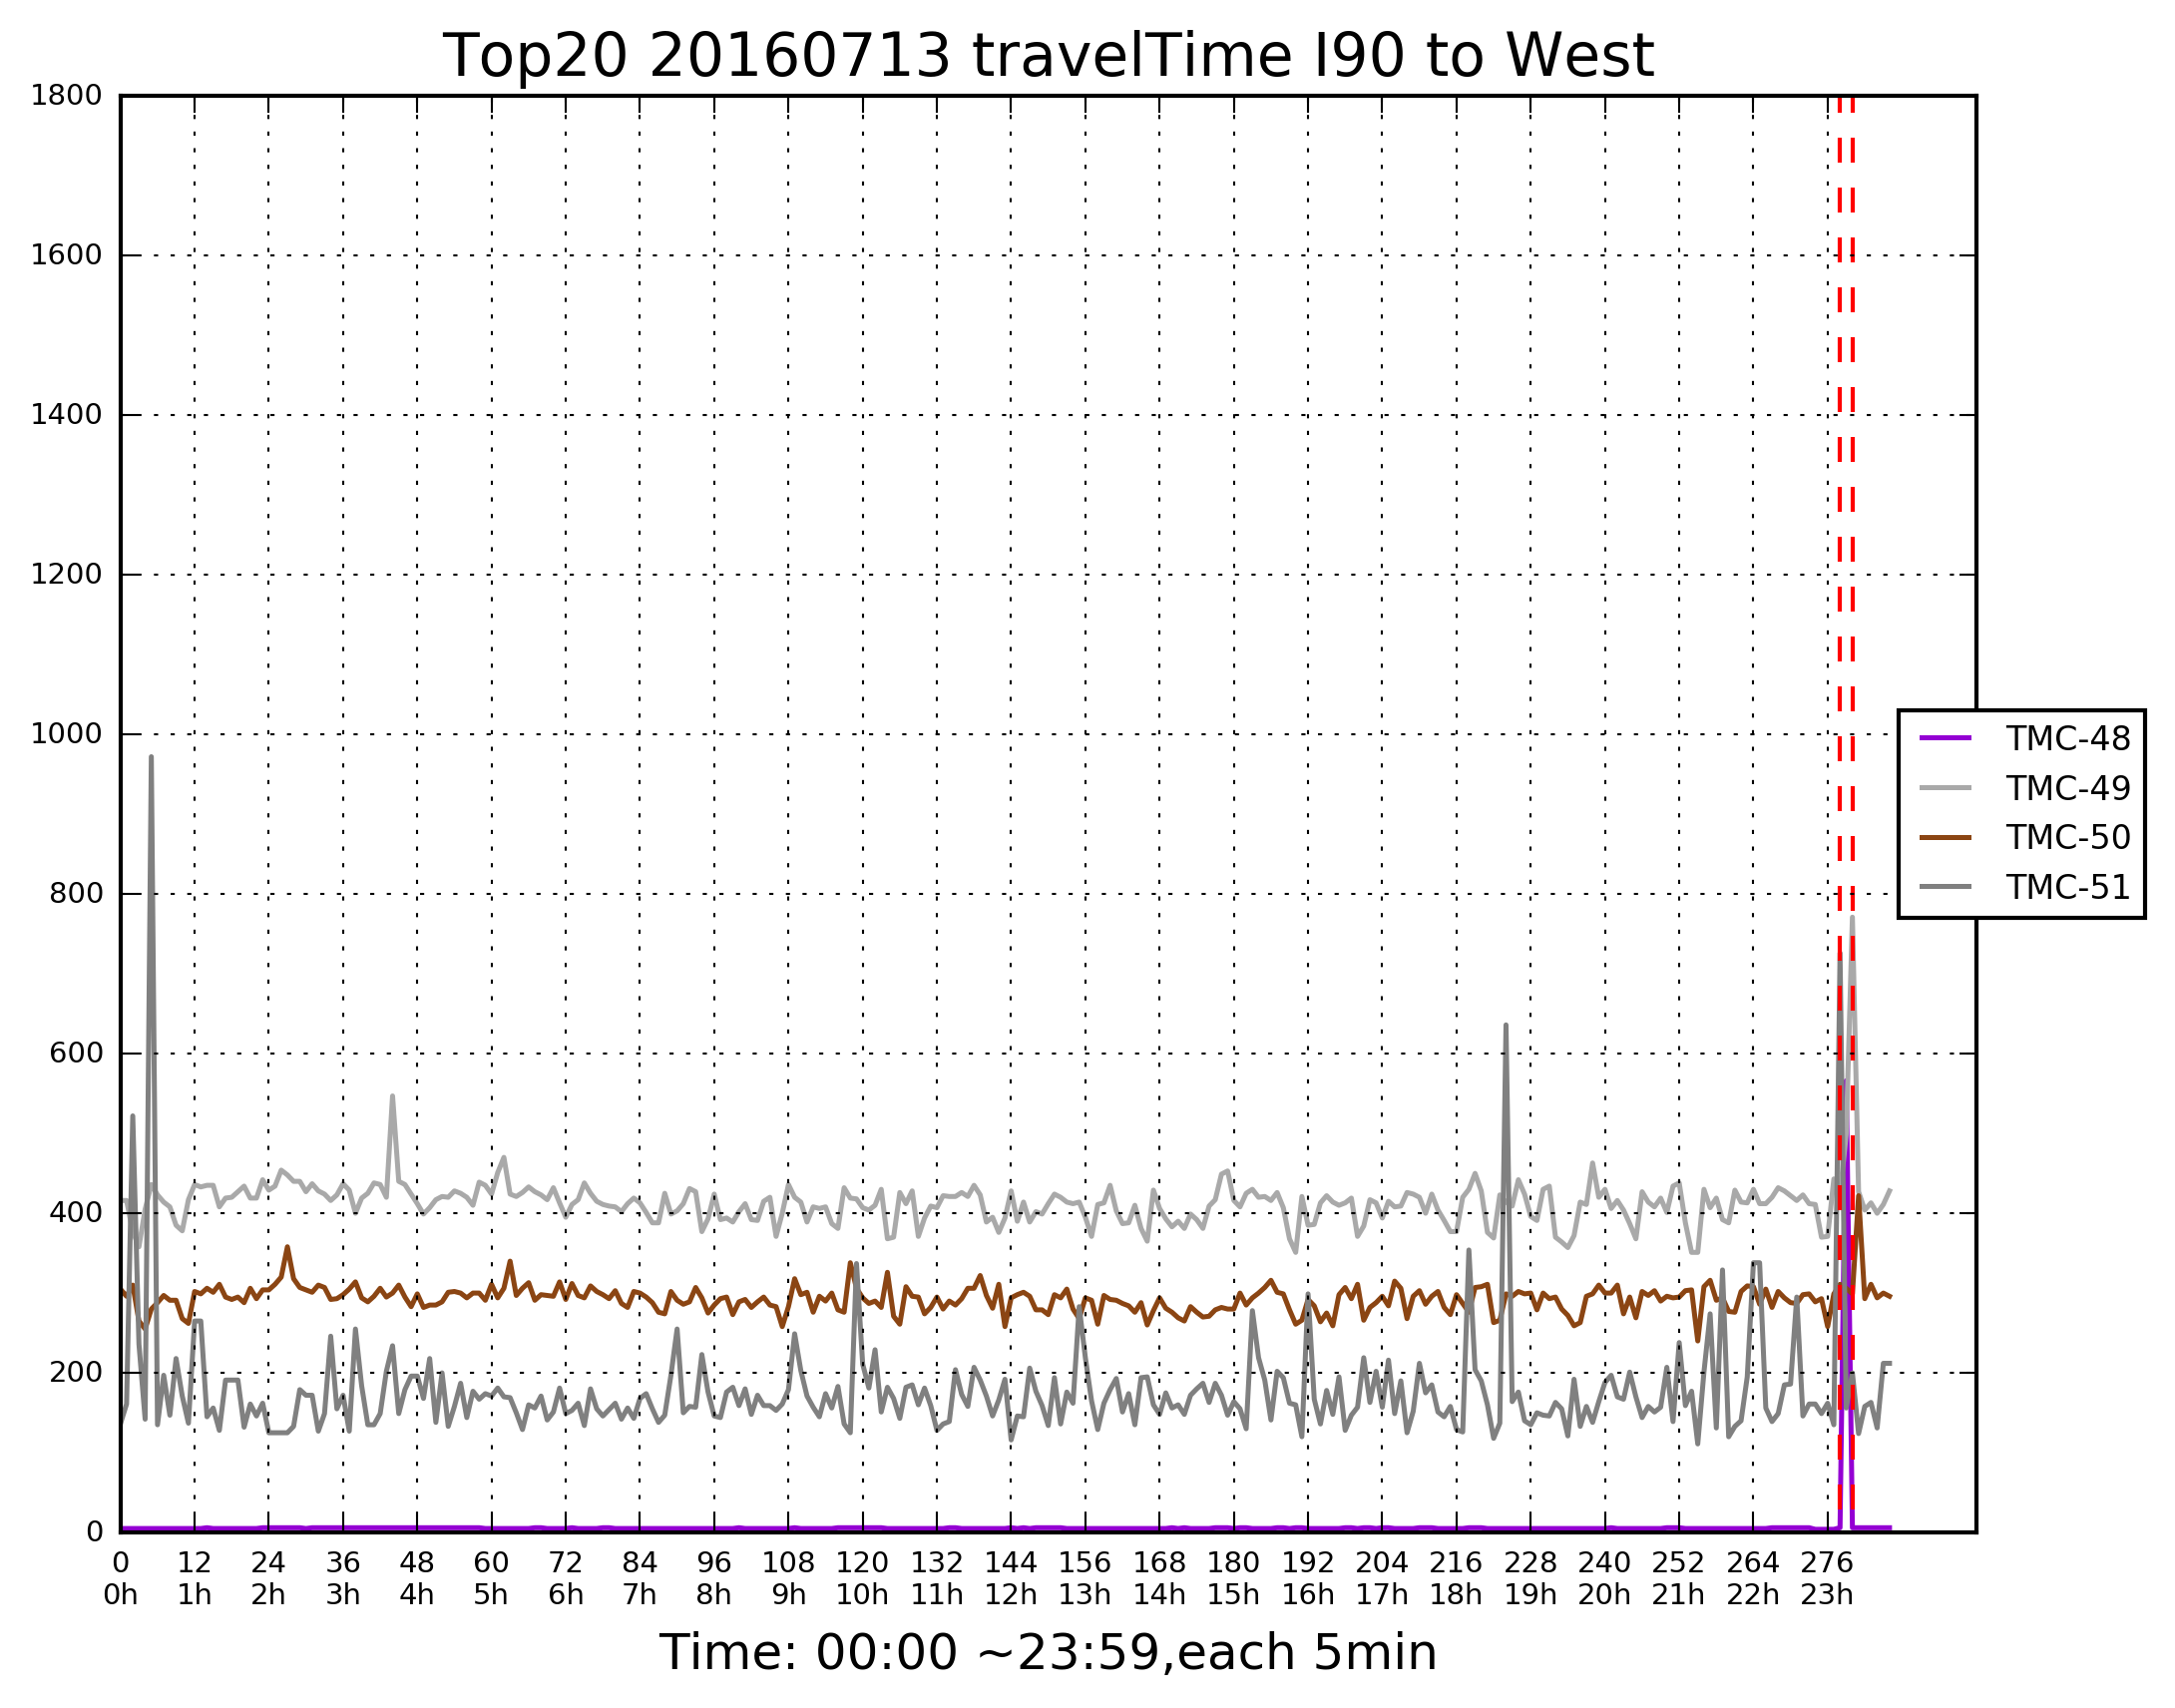 Top20 20160713 travelTime I90 to West
1800
1600
1400
1200
1000
800
600
400
200
0
TMC-48
TMC-49
TMC-50
TMC-51
0 12 24 36 48 60 72 84 96 108 120 132 144 156 168 180 192 204 216 228 240 252 264 276
0h 1h 2h 3h 4h 5h 6h 7h 8h 9h 10h 11h 12h 13h 14h 15h 16h 17h 18h 19h 20h 21h 22h 23h
Time: 00:00 ~23:59,each 5min